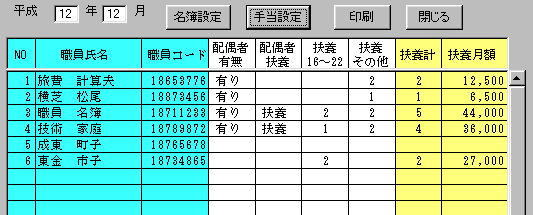 平成 12 年 12 月 名簿設定 手当設定 印刷 閉じる
NO 職員氏名 職員コード 配偶者有無 配偶者扶養 扶養16～22 扶養その他 扶養計 扶養月額
1 旅費 計算夫 18653776 有り 2 2 12,500
2 横芝 松尾 18873456 有り 1 1 6,500
3 職員 名簿 18711233 有り 扶養 2 2 5 44,000
4 技術 家庭 18789872 有り 扶養 1 2 4 36,000
5 成東 町子 18765678
6 東金 市子 18734865 2 2 27,000